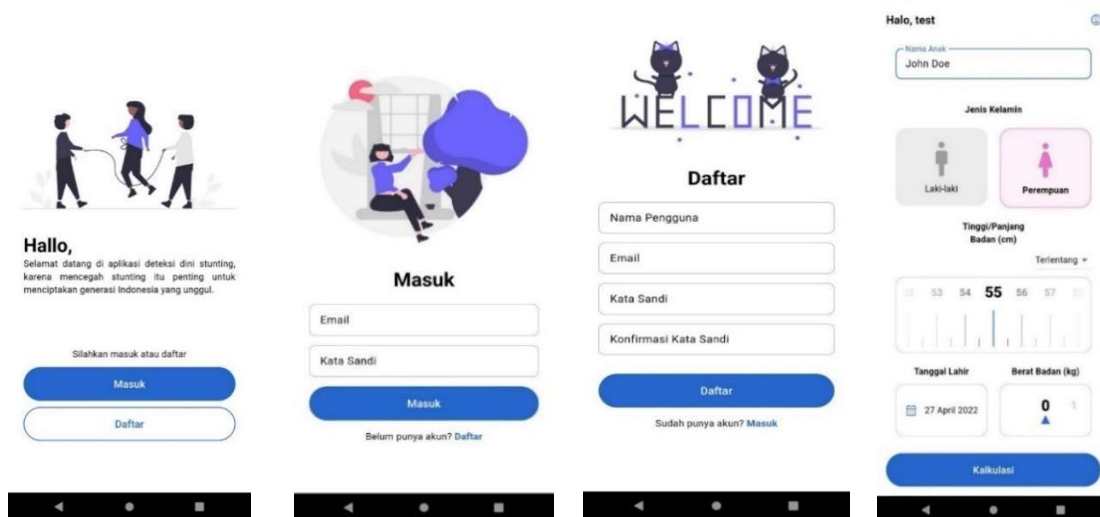 Hallo,
Selamat datang di aplikasi deteksi dini stunting,
karena mencegah stunting itu penting untuk
menciptakan generasi Indonesia yang unggul.
Silahkan masuk atau daftar
Masuk
Daftar
Masuk
Email
Kata Sandi
Masuk
Belum punya akun? Daftar
WELCOME
Daftar
Nama Pengguna
Email
Kata Sandi
Konfirmasi Kata Sandi
Daftar
Sudah punya akun? Masuk
Halo, test
Nama Anak
John Doe
Jenis Kelamin
Laki-laki Perempuan
Tinggi/Panjang
Badan (cm)
Terlentang
52 53 54 55 56 57 58
Tanggal Lahir Berat Badan (kg)
27 April 2022 0 1
Kalkulasi